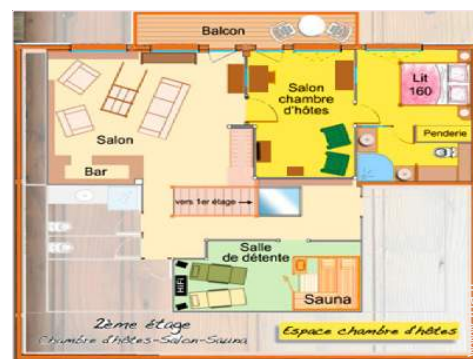 Balcon
Lit
160
Salon
chambre
d'hôtes
Salon
Penderie
Bar
vers 1er étage
Salle
de détente
HiFi
Sauna
2ème étage
Chambre d'hôtes-Salon-Sauna
Espace chambre d'hôtes